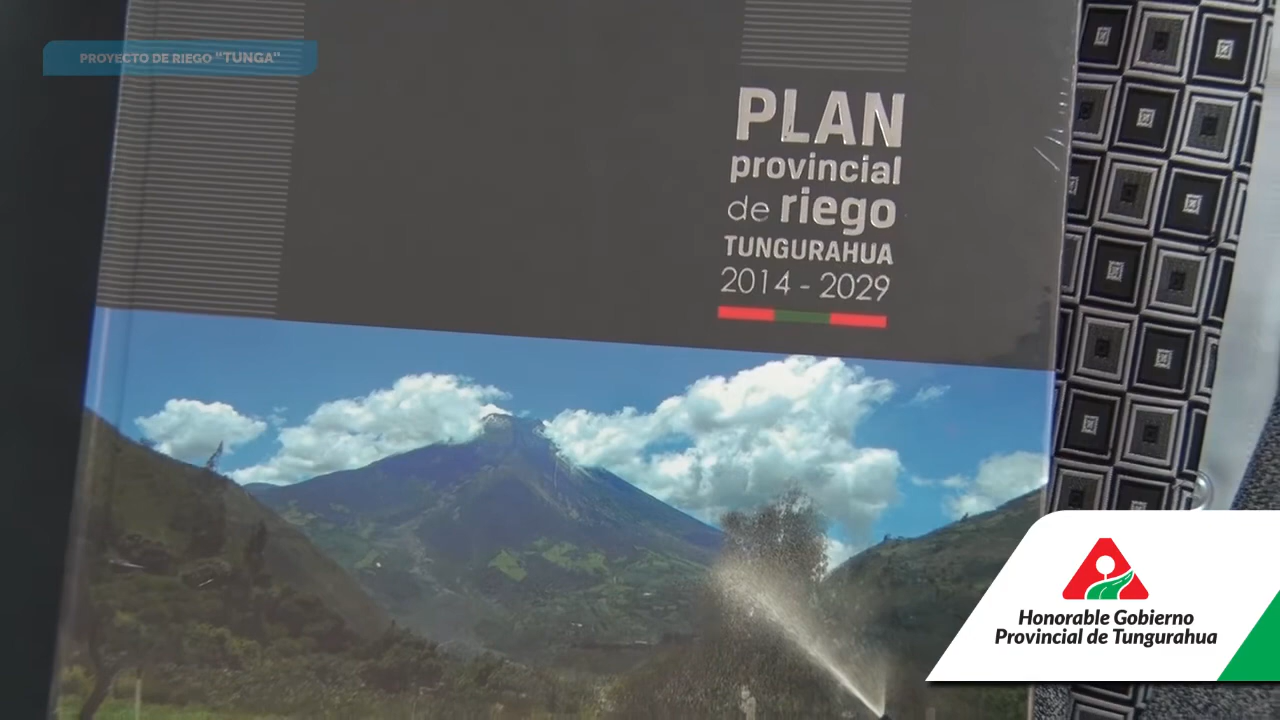 PROYECTO DE RIEGO "TUNGA"
PLAN
provincial
de riego
TUNGURAHUA
2014 - 2029
Honorable Gobierno
Provincial de Tungurahua